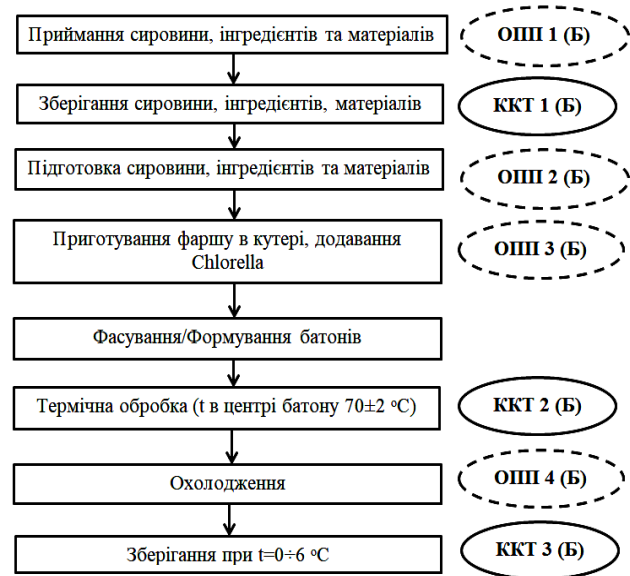 Приймання сировини, інгредієнтів та матеріалів
ОПП 1 (Б)
Зберігання сировини, інгредієнтів, матеріалів
ККТ 1 (Б)
Підготовка сировини, інгредієнтів та матеріалів
ОПП 2 (Б)
Приготування фаршу в кутері, додавання
Chlorella
ОПП 3 (Б)
Фасування/Формування батонів
Термічна обробка (t в центрі батону 70±2 ᵒС)
ККТ 2 (Б)
Охолодження
ОПП 4 (Б)
Зберігання при t=0÷6 ᵒС
ККТ 3 (Б)